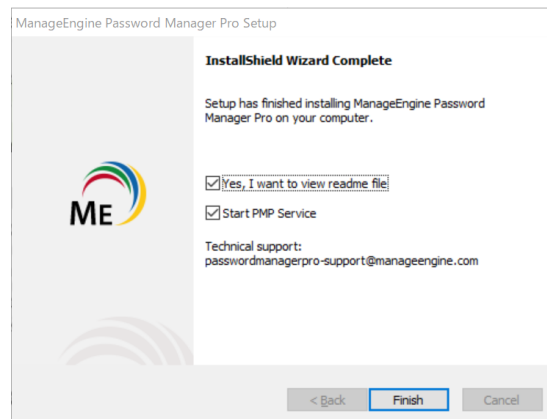 ManageEngine Password Manager Pro Setup
InstallShield Wizard Complete
Setup has finished installing ManageEngine Password
Manager Pro on your computer.
Yes, I want to view readme file
Start PMP Service
ME
Technical support:
passwordmanagerpro-support@manageengine.com
< Back
Finish
Cancel